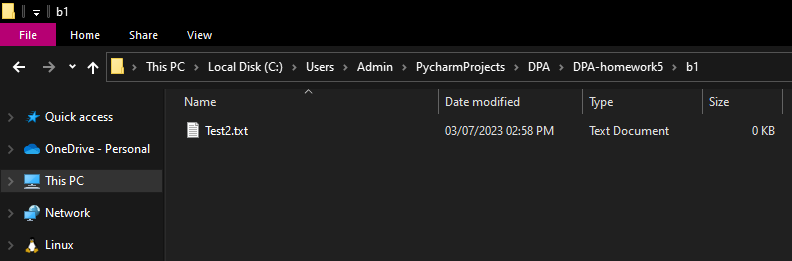 b1
File Home Share View
This PC Local Disk (C:) Users Admin PycharmProjects DPA DPA-homework5 b1
Name Date modified Type Size
Quick access
Test2.txt 03/07/2023 02:58 PM Text Document 0 KB
OneDrive - Personal
This PC
Network
Linux